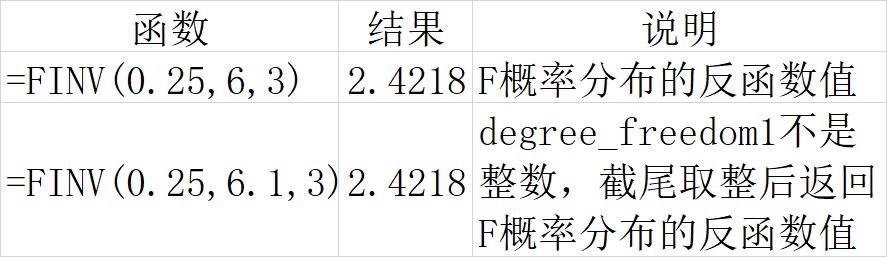 函数 结果 说明
=FINV(0.25,6,3) 2.4218 F概率分布的反函数值
=FINV(0.25,6.1,3) 2.4218 degree_freedom1不是
整数，截尾取整后返回
F概率分布的反函数值